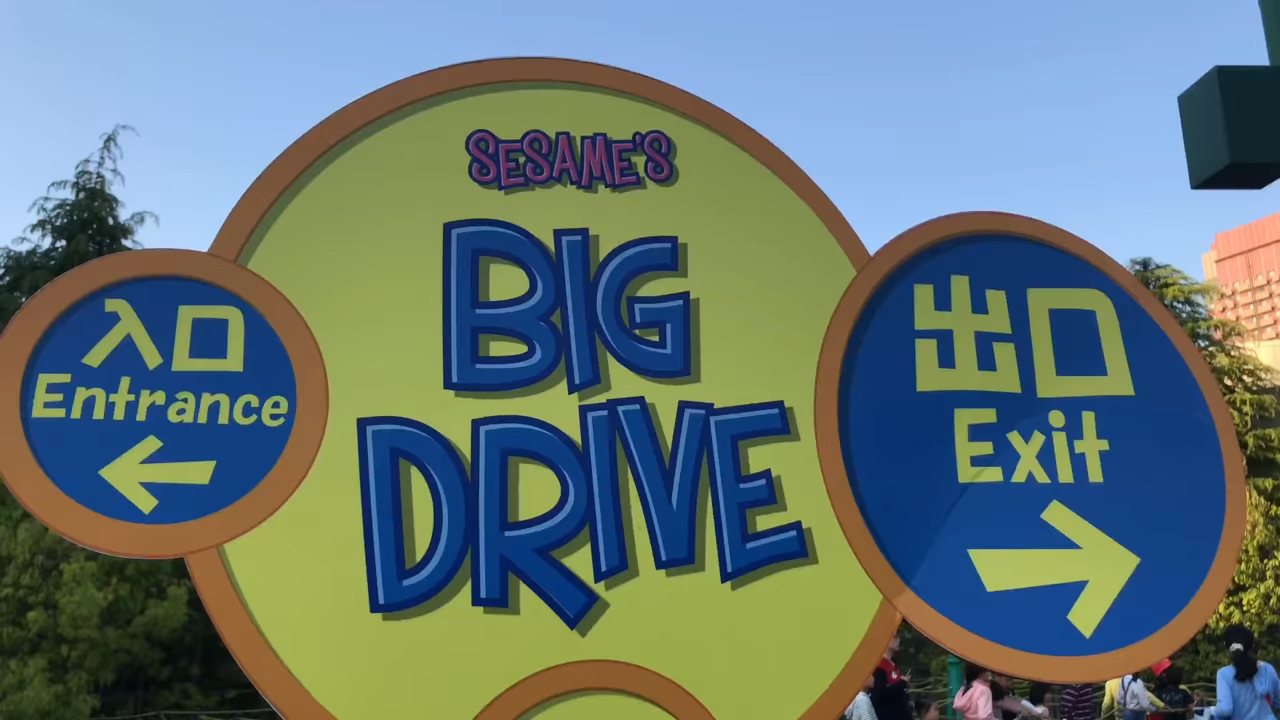 SESAME'S
BIG
DRIVE
入口
Entrance
出口
Exit